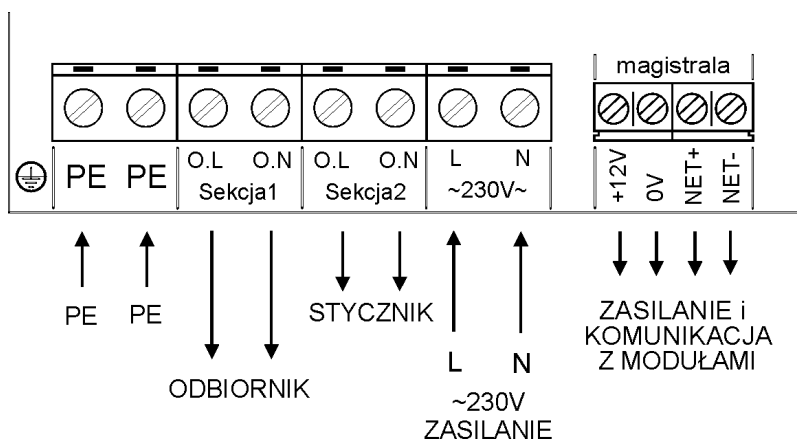 magistrala
PE PE
O.L O.N
Sekcja1
O.L O.N
Sekcja2
L N
~230V~
+12V
0V
NET+
NET-
PE PE
ODBIORNIK
STYCZNIK
L N
~230V
ZASILANIE
ZASILANIE i
KOMUNIKACJA
Z MODUŁAMI